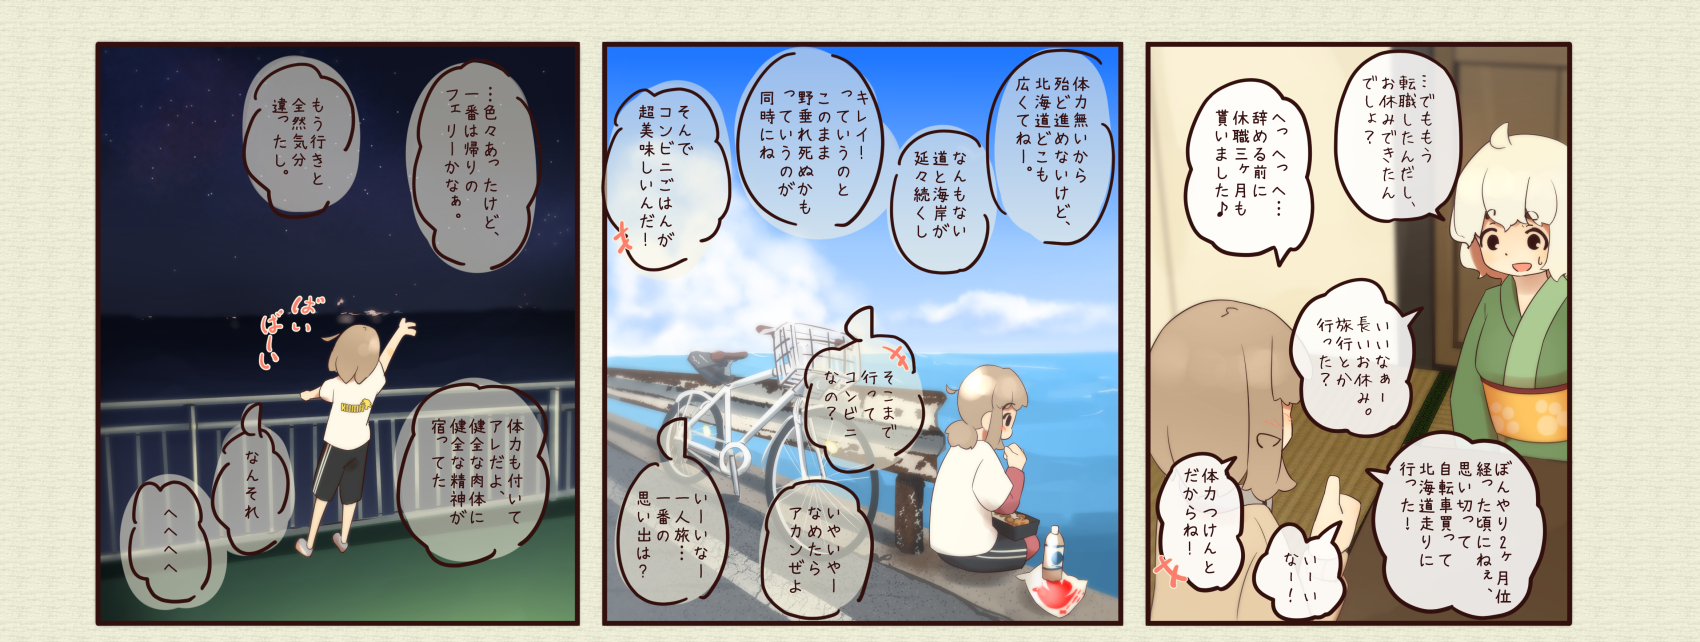 …でももう
転職したんだし、
お休みできたん
でしょ？
へっへっへ…
辞める前に
休職三ヶ月も
貰いました♪
いいなぁー
長いお休み。
旅行とか
行った？
ぼんやり2ヶ月位
経った頃にねぇ、
思い切って
自転車買って
北海道走りに
行った！
いーい
なー！
体力つけんと
だからね！
体力無いから
殆ど進めないけど、
北海道どこも
広くてねー。
なんもない
道と海岸が
延々続くし
キレイ！
っていうのと
このまま
野垂れ死ぬかも
っていうのが
同時にね
そんで
コンビニごはんが
超美味しいんだ！
そこまで
行って
コンビニ
なの？
いやいやー
なめたら
アカンぜよ
いーいなー
一人旅…
一番の
思い出は？
…色々あったけど、
一番は帰りの
フェリーかなぁ。
もう行きと
全然気分
違ったし。
ばい
ばーい
体力も付いて
アレだよ、
健全な肉体に
健全な精神が
宿ってた
なんそれ
へへへへ